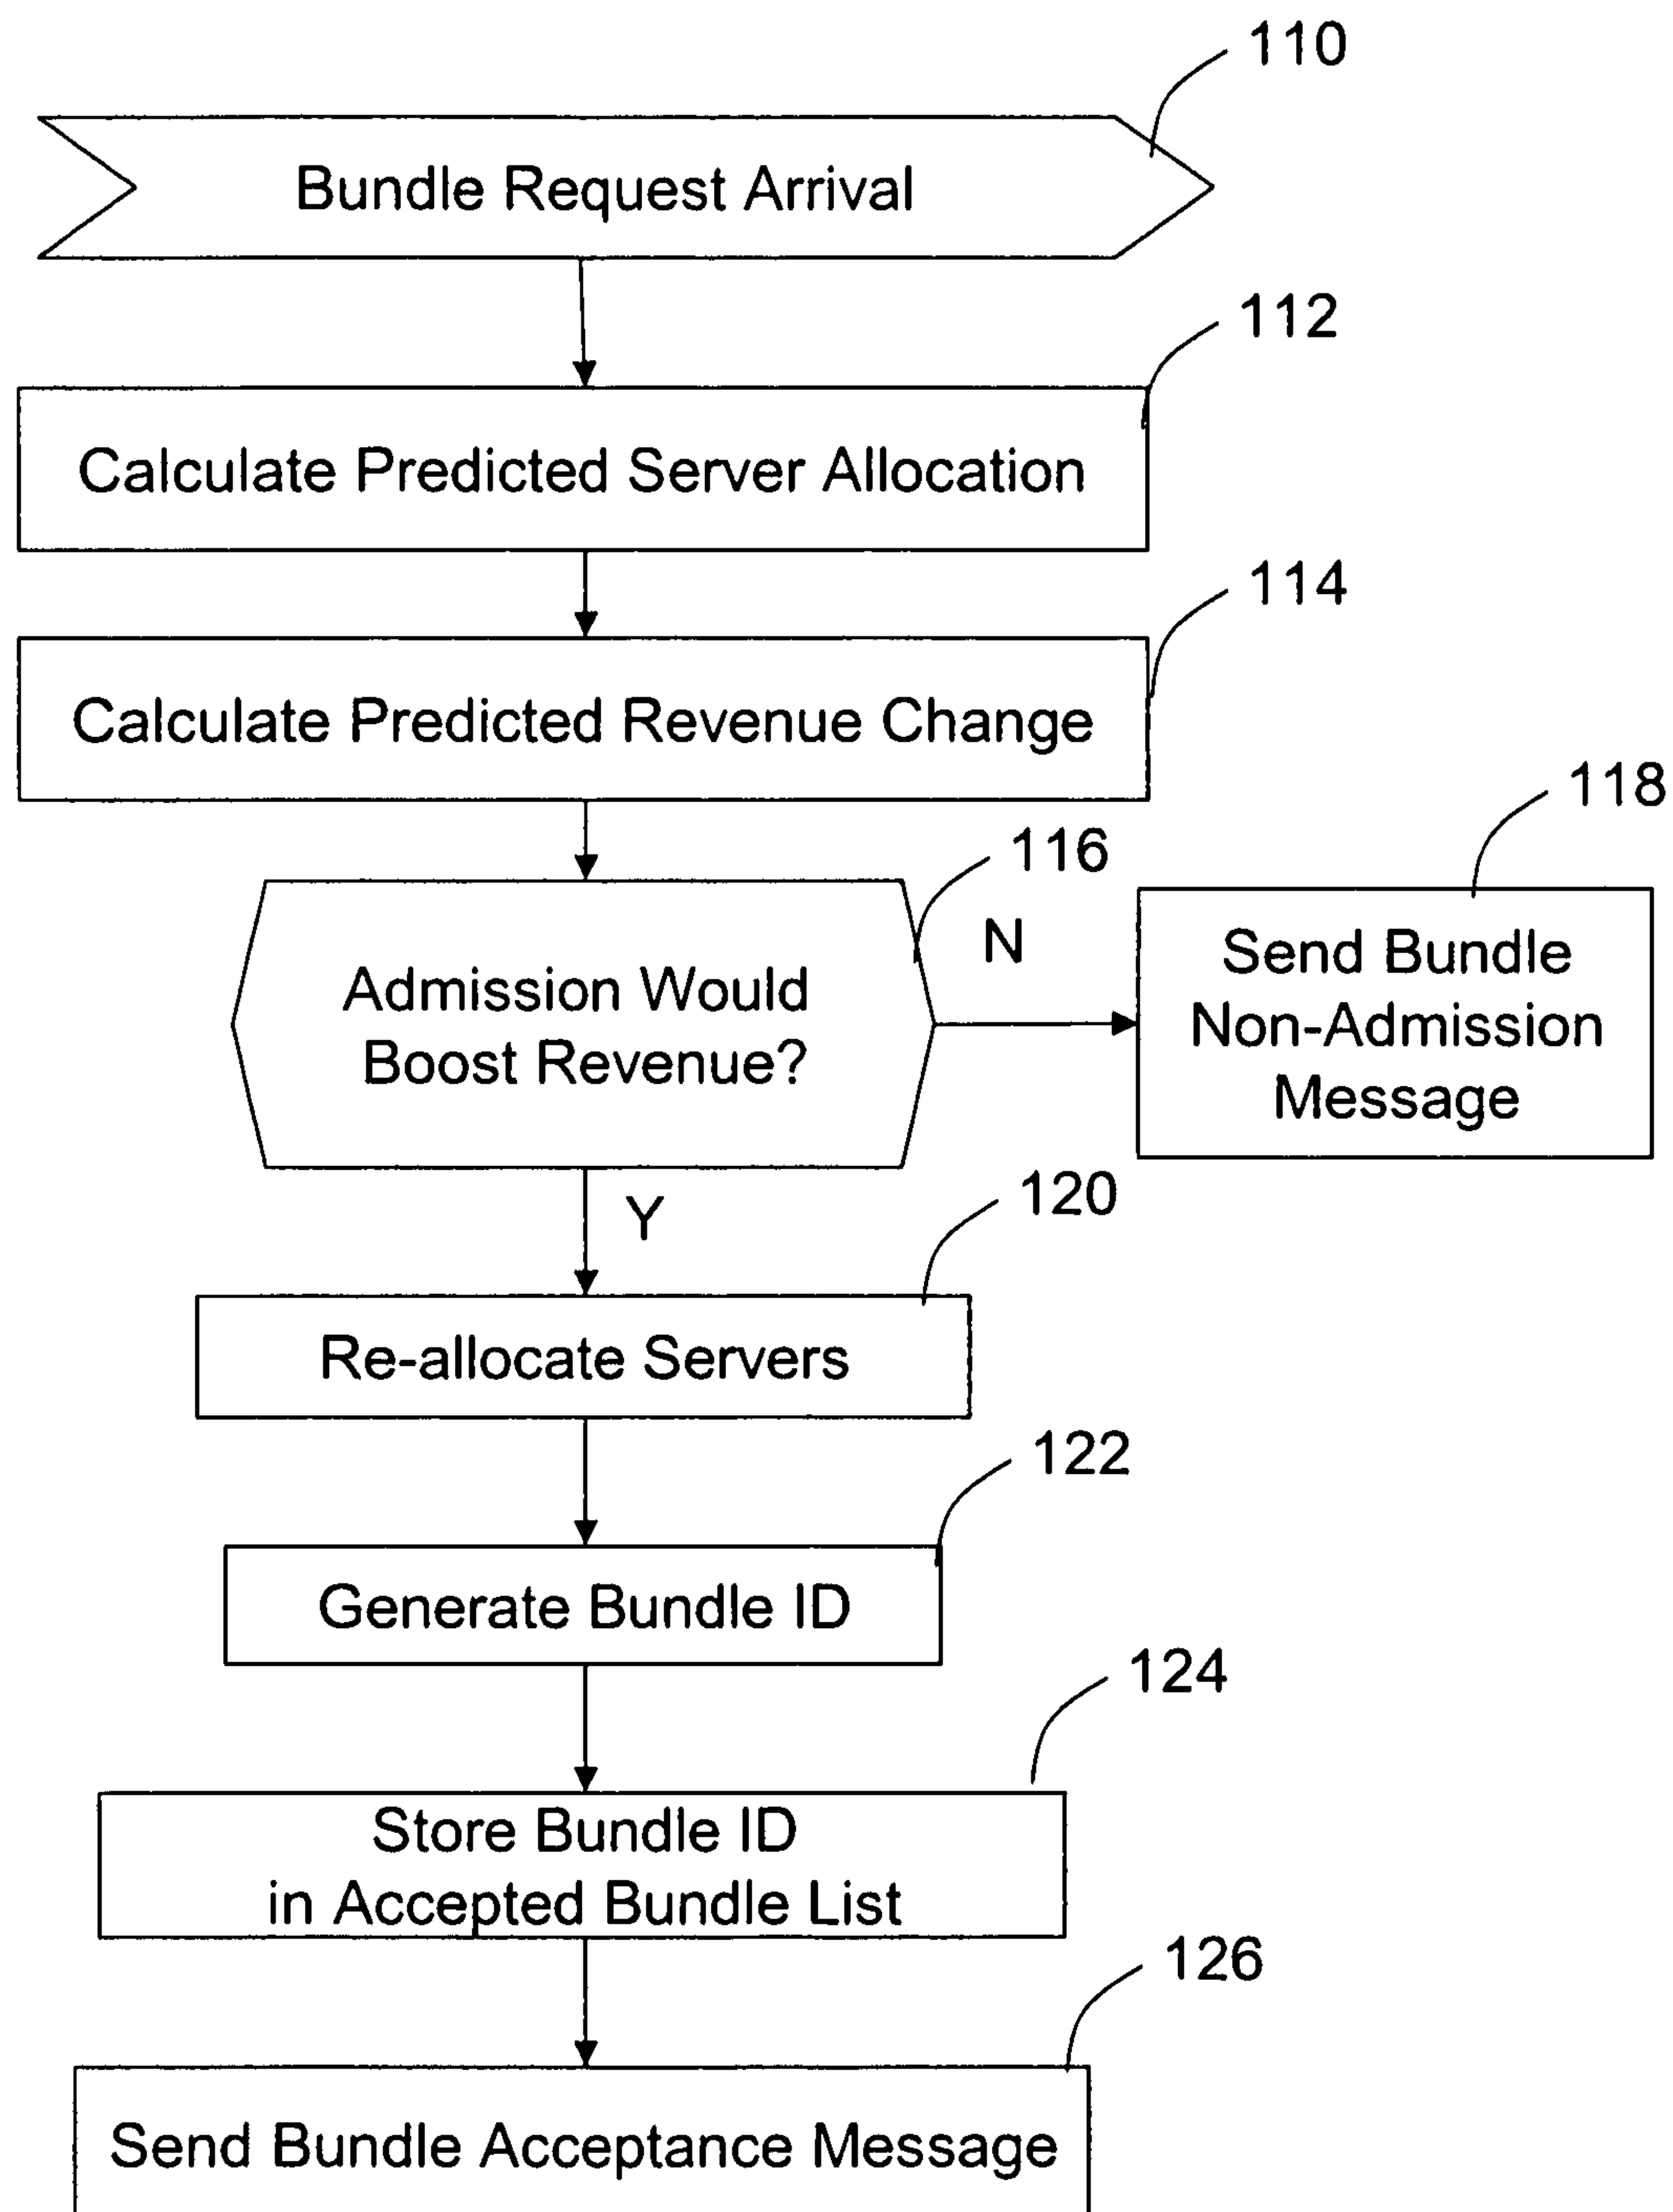 110
Bundle Request Arrival
112
Calculate Predicted Server Allocation
114
Calculate Predicted Revenue Change
118
116
N
Send Bundle
Non-Admission
Message
Admission Would
Boost Revenue?
Y
120
Re-allocate Servers
122
Generate Bundle ID
124
Store Bundle ID
in Accepted Bundle List
126
Send Bundle Acceptance Message